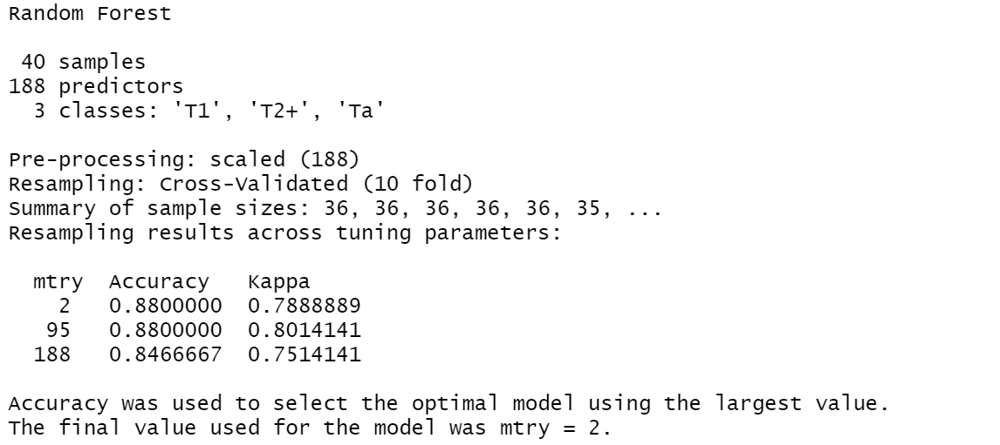 Random Forest
40 samples
188 predictors
3 classes: 'T1', 'T2+', 'Ta'
Pre-processing: scaled (188)
Resampling: Cross-Validated (10 fold)
Summary of sample sizes: 36, 36, 36, 36, 36, 35, ...
Resampling results across tuning parameters:
mtry Accuracy Kappa
2 0.8800000 0.7888889
95 0.8800000 0.8014141
188 0.8466667 0.7514141
Accuracy was used to select the optimal model using the largest value.
The final value used for the model was mtry = 2.